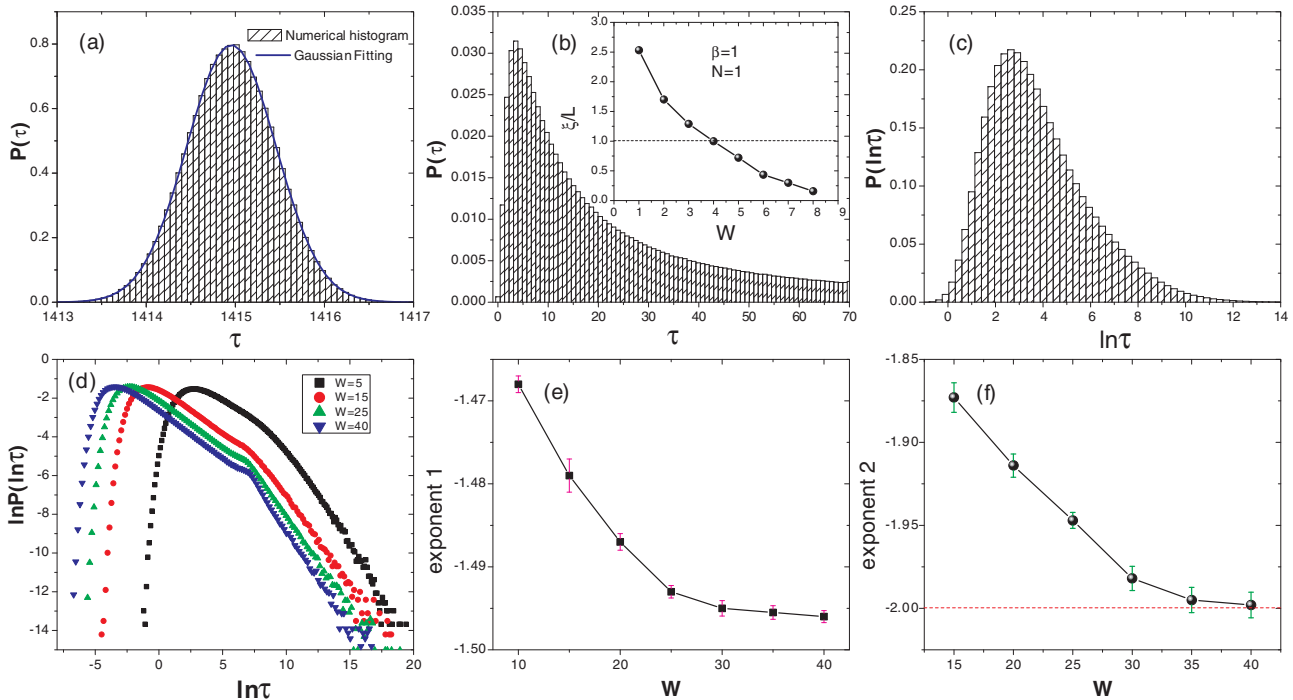 (a)
Numerical histogram
Gaussian Fitting
P(τ)
0.8
0.6
0.4
0.2
0.0
1413 1414 1415 1416 1417
τ
(b)
P(τ)
0.035
0.030
0.025
0.020
0.015
0.010
0.005
0.000
0 10 20 30 40 50 60 70
τ
β=1
N=1
ξ/L
3.0
2.5
2.0
1.5
1.0
0.5
0.0
0 1 2 3 4 5 6 7 8 9
W
(c)
P(lnτ)
0.25
0.20
0.15
0.10
0.05
0.00
0 2 4 6 8 10 12 14
lnτ
(d)
W=5
W=15
W=25
W=40
lnP(lnτ)
0
-2
-4
-6
-8
-10
-12
-14
-5 0 5 10 15 20
lnτ
(e)
exponent 1
-1.47
-1.48
-1.49
-1.50
10 20 30 40
W
(f)
exponent 2
-1.85
-1.90
-1.95
-2.00
15 20 25 30 35 40
W